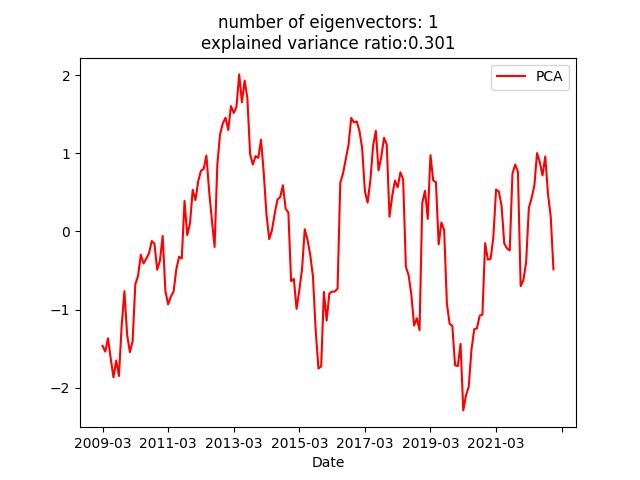 number of eigenvectors: 1
explained variance ratio:0.301
PCA
2
1
0
−1
−2
2009-03 2011-03 2013-03 2015-03 2017-03 2019-03 2021-03
Date